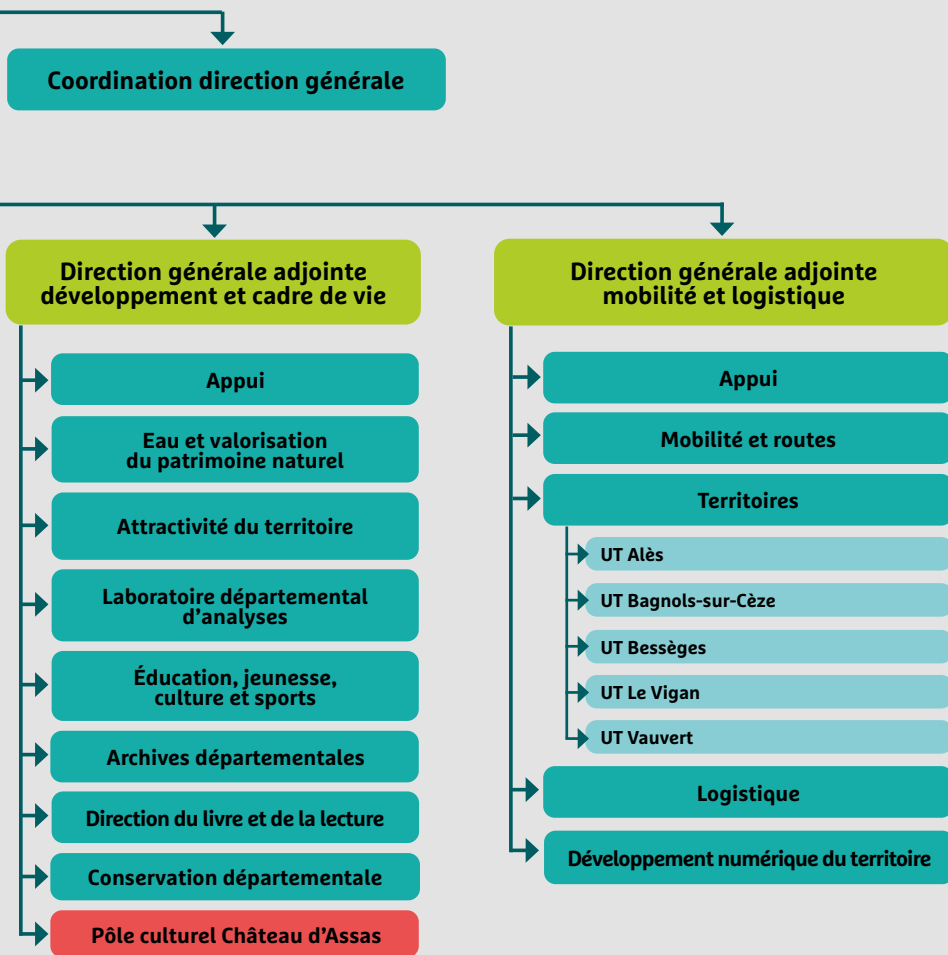 Coordination direction générale
Direction générale adjointe
développement et cadre de vie
Appui
Eau et valorisation
du patrimoine naturel
Attractivité du territoire
Laboratoire départemental
d'analyses
Éducation, jeunesse,
culture et sports
Archives départementales
Direction du livre et de la lecture
Conservation départementale
Pôle culturel Château d'Assas
Direction générale adjointe
mobilité et logistique
Appui
Mobilité et routes
Territoires
UT Alès
UT Bagnols-sur-Cèze
UT Bessèges
UT Le Vigan
UT Vauvert
Logistique
Développement numérique du territoire